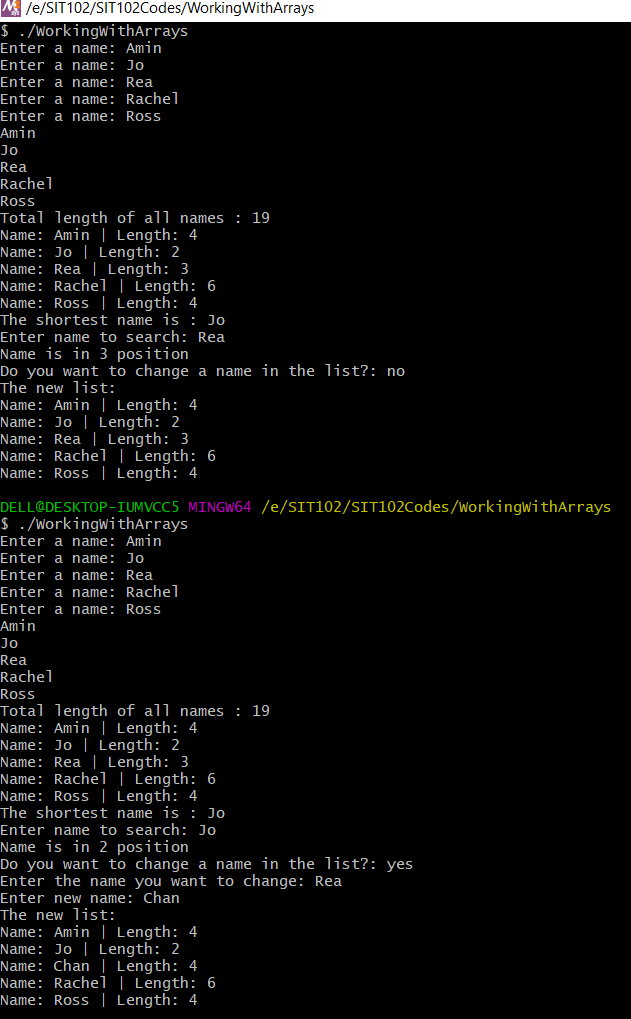 /e/SIT102/SIT102Codes/WorkingWithArrays
$ ./WorkingWithArrays
Enter a name: Amin
Enter a name: Jo
Enter a name: Rea
Enter a name: Rachel
Enter a name: Ross
Amin
Jo
Rea
Rachel
Ross
Total length of all names : 19
Name: Amin | Length: 4
Name: Jo | Length: 2
Name: Rea | Length: 3
Name: Rachel | Length: 6
Name: Ross | Length: 4
The shortest name is : Jo
Enter name to search: Rea
Name is in 3 position
Do you want to change a name in the list?: no
The new list:
Name: Amin | Length: 4
Name: Jo | Length: 2
Name: Rea | Length: 3
Name: Rachel | Length: 6
Name: Ross | Length: 4
DELL@DESKTOP-IUMVCC5 MINGW64 /e/SIT102/SIT102Codes/WorkingWithArrays
$ ./WorkingWithArrays
Enter a name: Amin
Enter a name: Jo
Enter a name: Rea
Enter a name: Rachel
Enter a name: Ross
Amin
Jo
Rea
Rachel
Ross
Total length of all names : 19
Name: Amin | Length: 4
Name: Jo | Length: 2
Name: Rea | Length: 3
Name: Rachel | Length: 6
Name: Ross | Length: 4
The shortest name is : Jo
Enter name to search: Jo
Name is in 2 position
Do you want to change a name in the list?: yes
Enter the name you want to change: Rea
Enter new name: Chan
The new list:
Name: Amin | Length: 4
Name: Jo | Length: 2
Name: Chan | Length: 4
Name: Rachel | Length: 6
Name: Ross | Length: 4